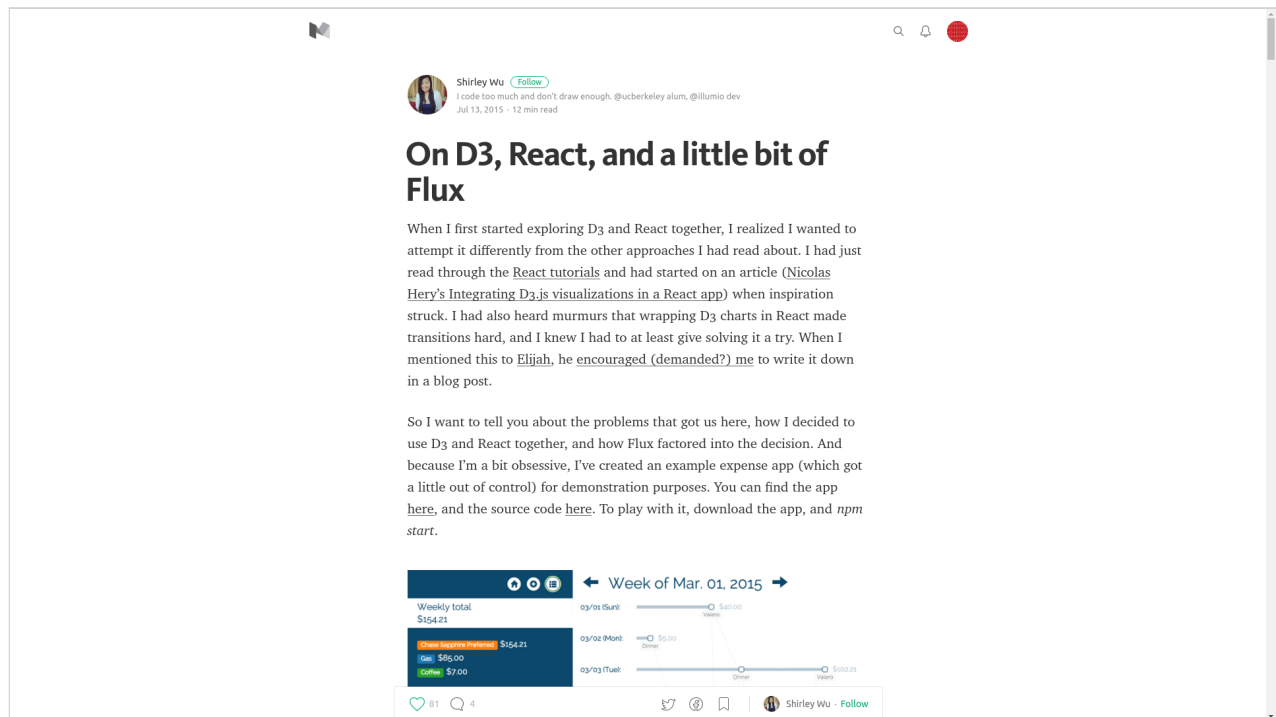 Shirley Wu Follow
I code too much and don't draw enough. @ucberkeley alum, @illumio dev
Jul 13, 2015 · 12 min read
On D3, React, and a little bit of
Flux
When I first started exploring D3 and React together, I realized I wanted to
attempt it differently from the other approaches I had read about. I had just
read through the React tutorials and had started on an article (Nicolas
Hery's Integrating D3.js visualizations in a React app) when inspiration
struck. I had also heard murmurs that wrapping D3 charts in React made
transitions hard, and I knew I had to at least give solving it a try. When I
mentioned this to Elijah, he encouraged (demanded?) me to write it down
in a blog post.
So I want to tell you about the problems that got us here, how I decided to
use D3 and React together, and how Flux factored into the decision. And
because I'm a bit obsessive, I've created an example expense app (which got
a little out of control) for demonstration purposes. You can find the app
here, and the source code here. To play with it, download the app, and npm
start.
Week of Mar. 01, 2015
Weekly total
$154.21
Chase Sapphire Preferred $154.21
Gas $85.00
Coffee $7.00
03/01 (Sun): $40.00
Valero
03/02 (Mon): $5.00
Dinner
03/03 (Tue): $102.21
Dinner Valero
81 4 Shirley Wu · Follow